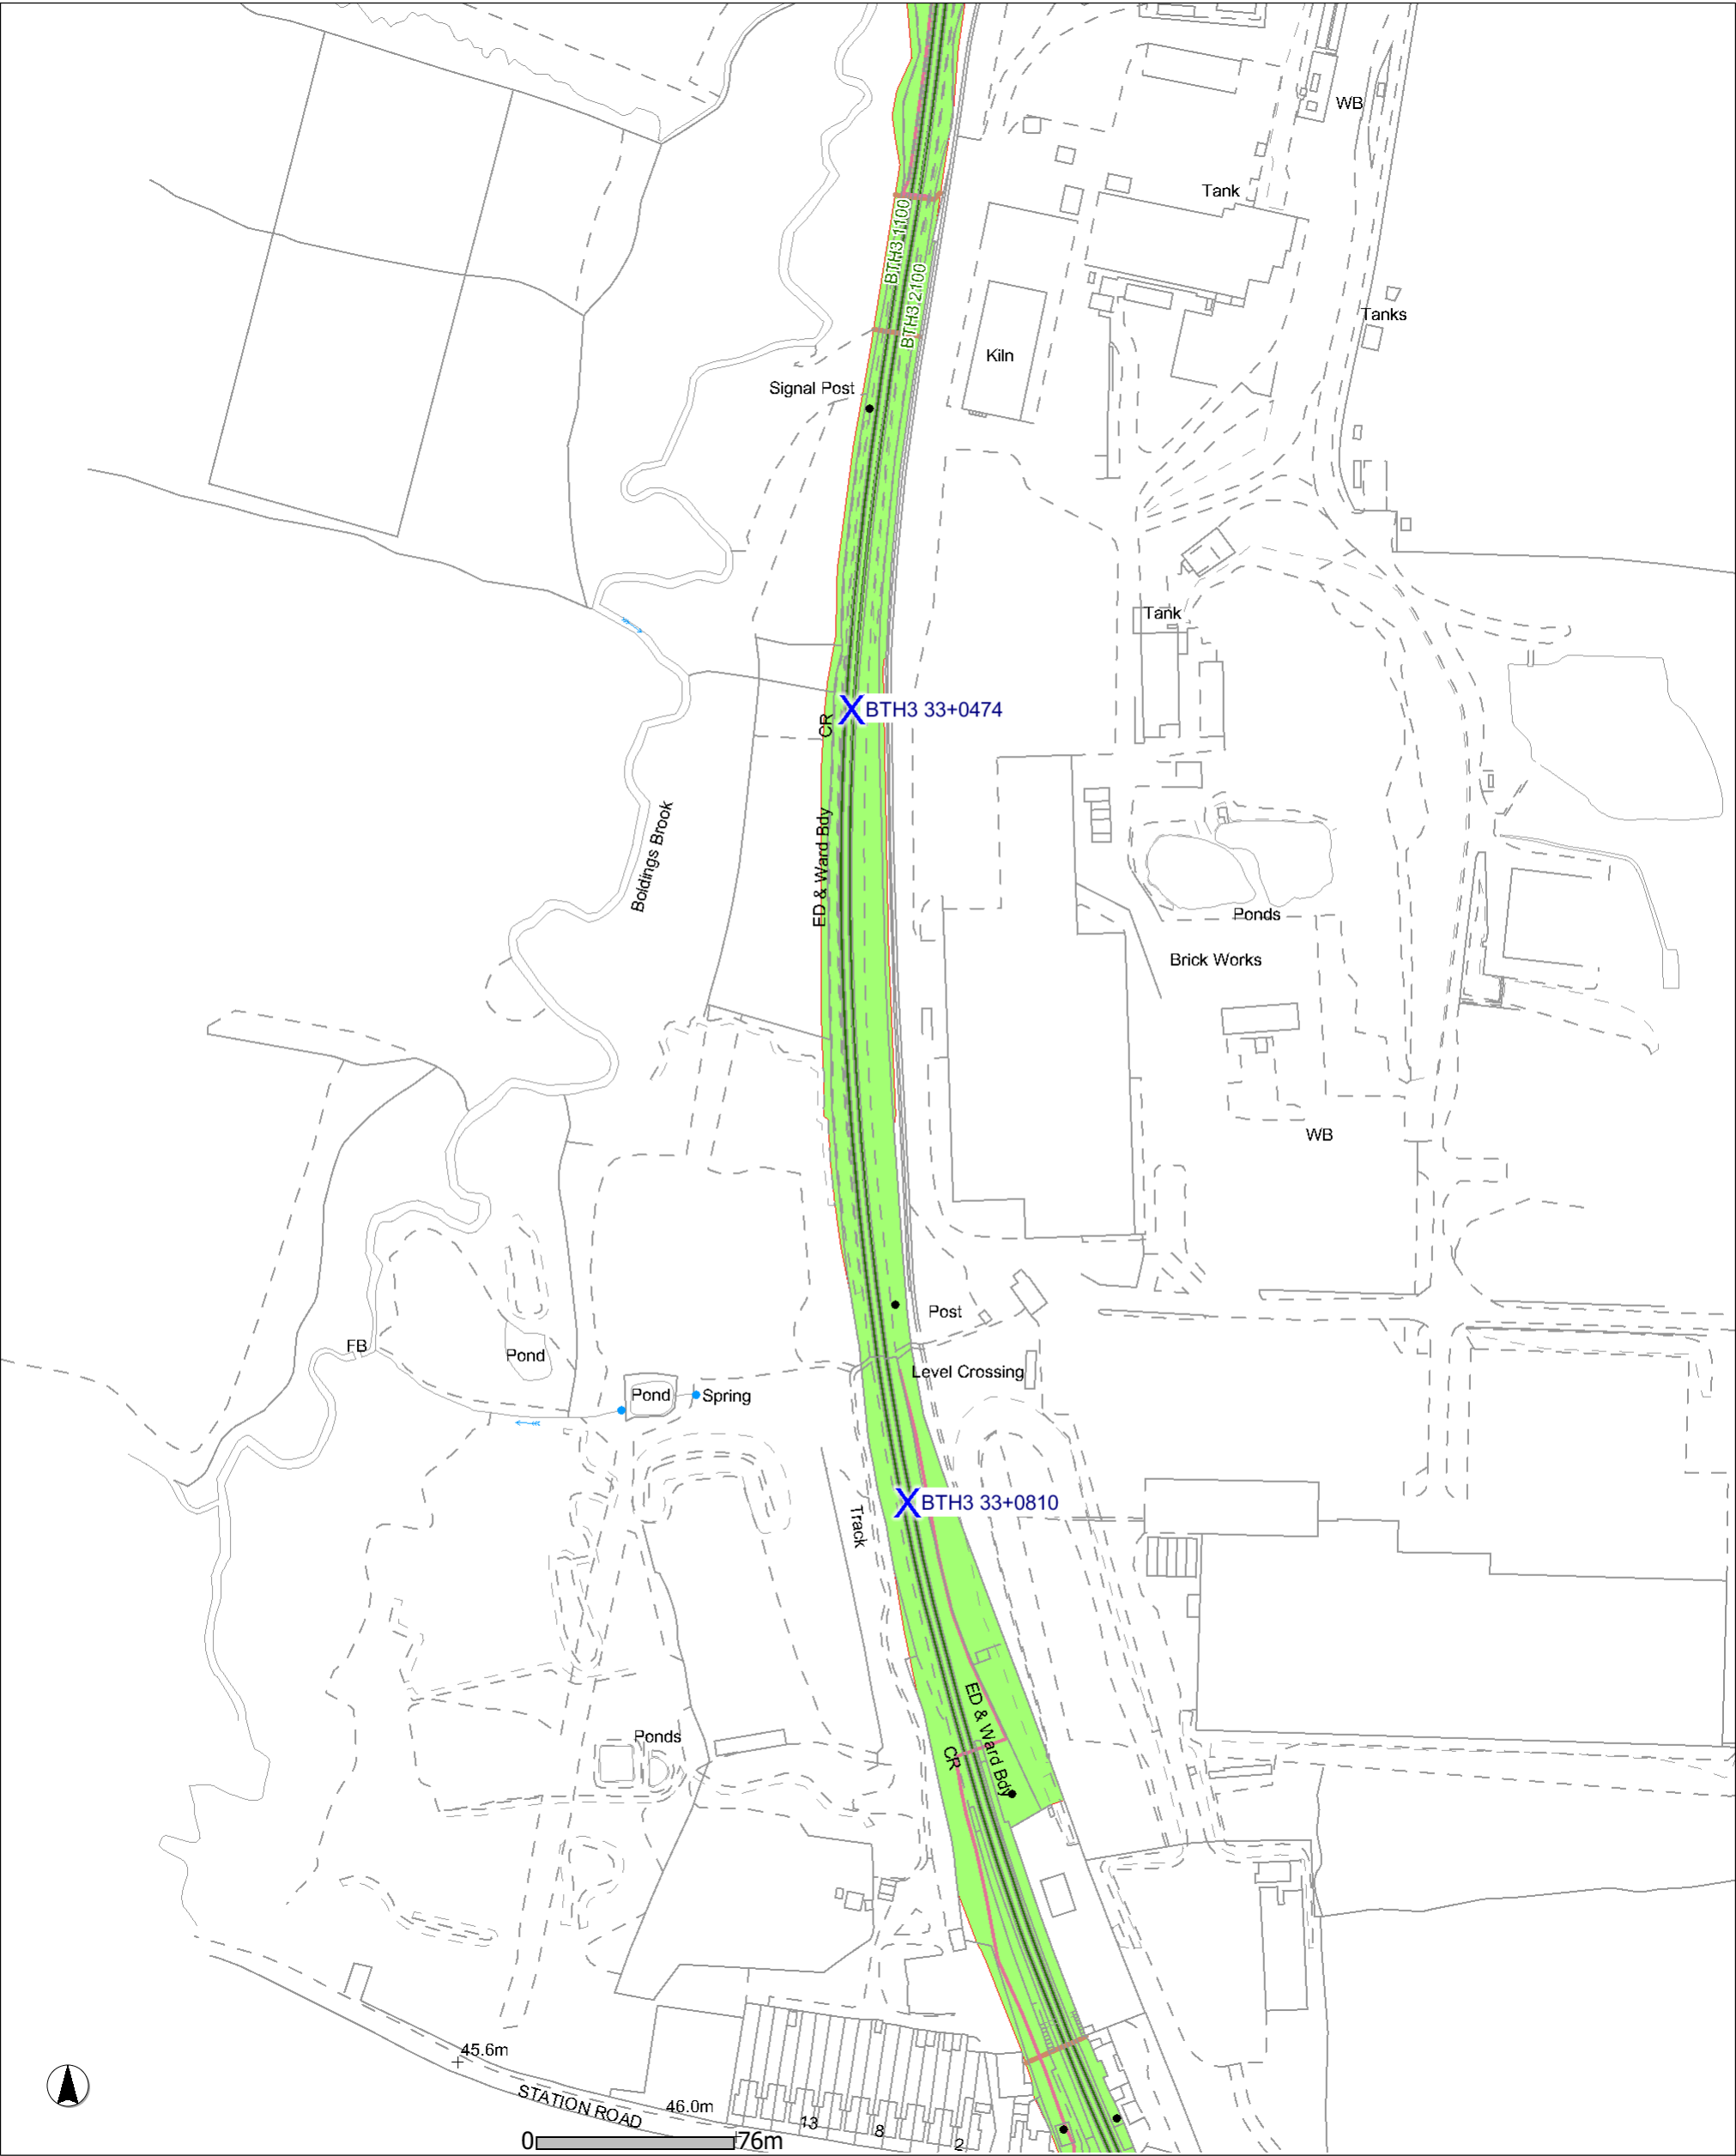 WB
Tank
BTH3 1100
BTH3 2100
Tanks
Kiln
Signal Post
Tank
BTH3 33+0474
CR
Boldings Brook
ED & Ward Bdy
Ponds
Brick Works
WB
Post
FB
Pond
Level Crossing
Pond
Spring
BTH3 33+0810
Track
ED & Ward Bdy
Ponds
CR
45.6m
STATION ROAD
46.0m
13
8
2
0
76m